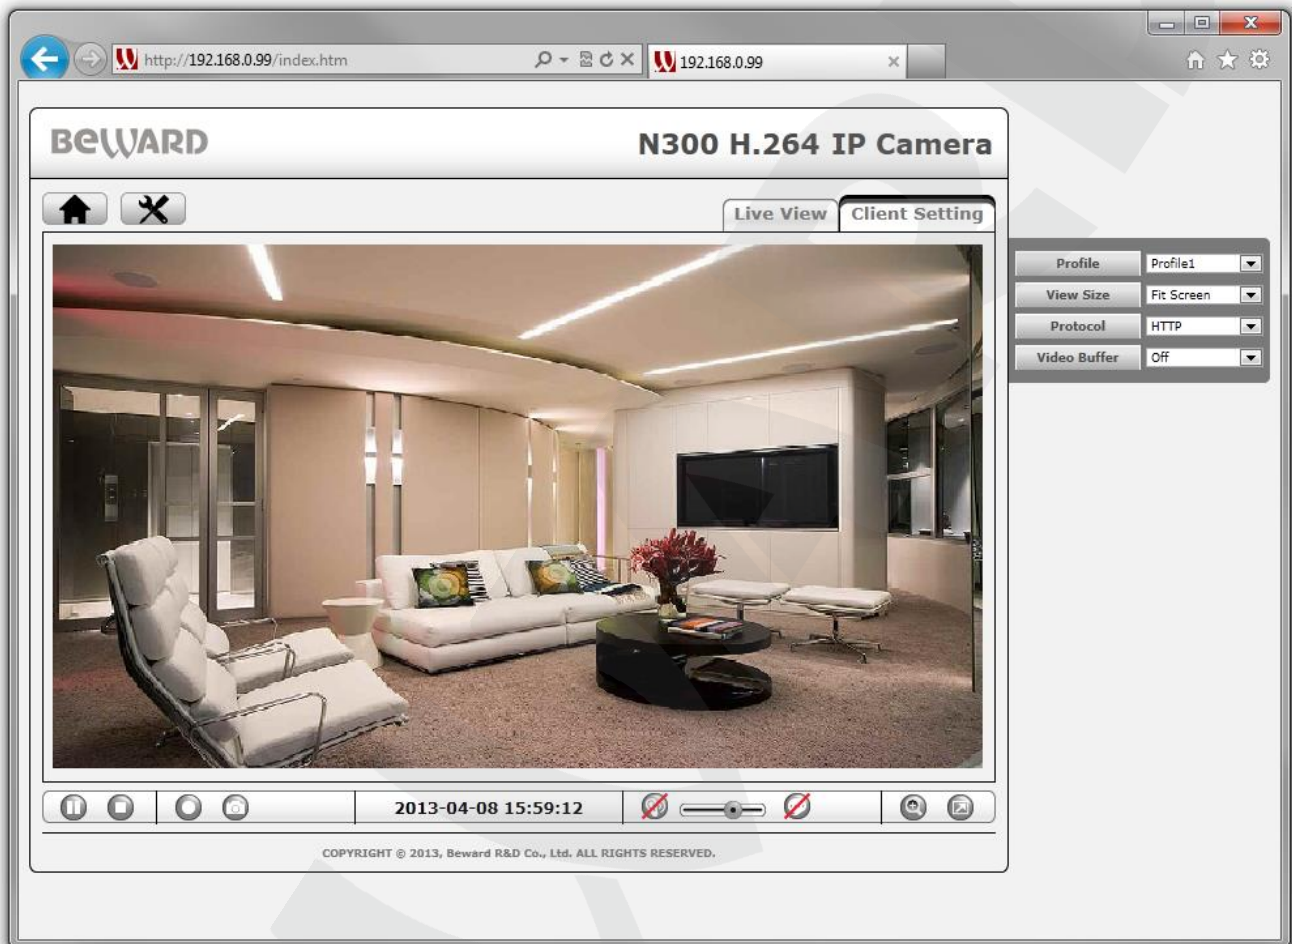 http://192.168.0.99/index.htm
192.168.0.99
BEWARD
N300 H.264 IP Camera
Live View
Client Setting
Profile Profile1
View Size Fit Screen
Protocol HTTP
Video Buffer Off
2013-04-08 15:59:12
COPYRIGHT © 2013, Beward R&D Co., Ltd. ALL RIGHTS RESERVED.